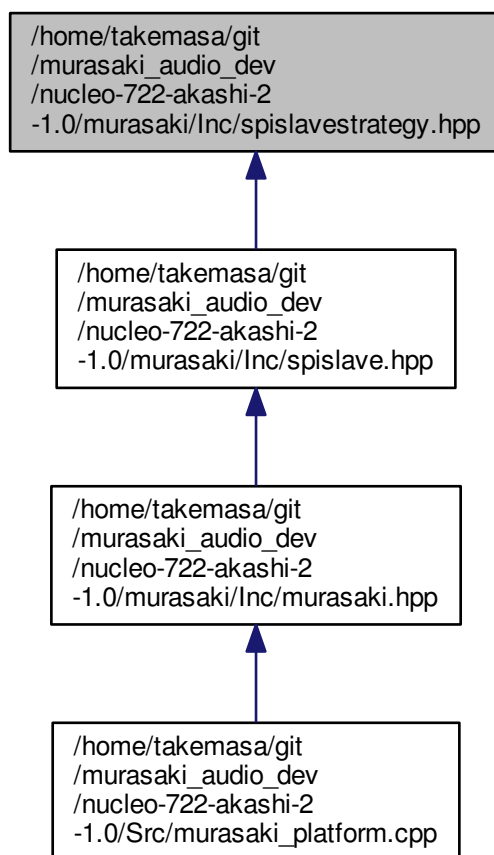 /home/takemasa/git
/murasaki_audio_dev
/nucleo-722-akashi-2
-1.0/murasaki/Inc/spislavestrategy.hpp
/home/takemasa/git
/murasaki_audio_dev
/nucleo-722-akashi-2
-1.0/murasaki/Inc/spislave.hpp
/home/takemasa/git
/murasaki_audio_dev
/nucleo-722-akashi-2
-1.0/murasaki/Inc/murasaki.hpp
/home/takemasa/git
/murasaki_audio_dev
/nucleo-722-akashi-2
-1.0/Src/murasaki_platform.cpp